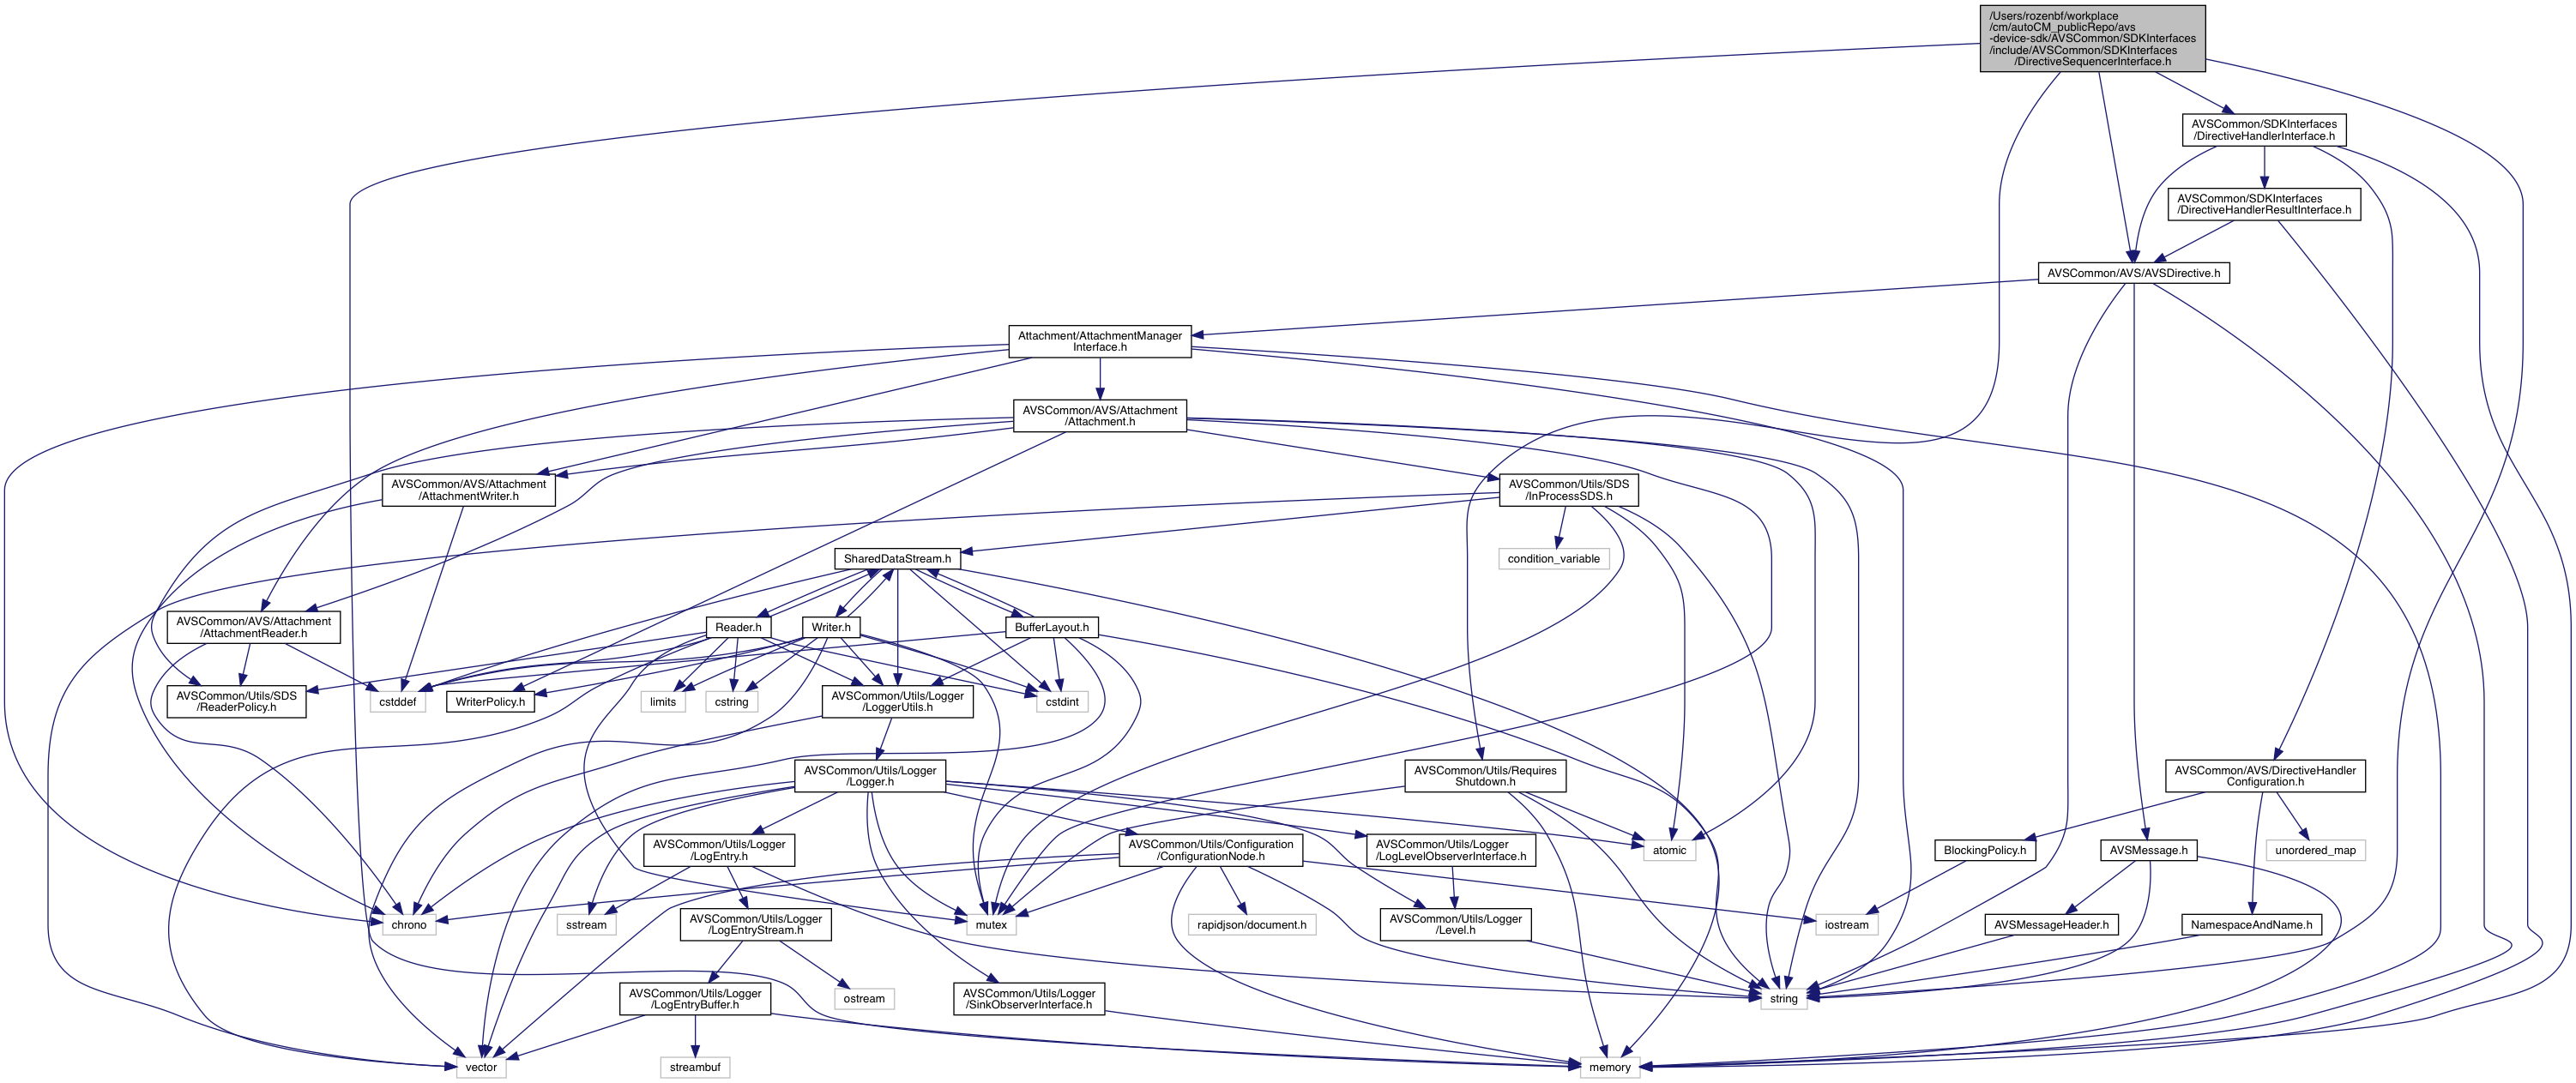 /Users/rozenbf/workplace
/cm/autoCM_publicRepo/avs
-device-sdk/AVSCommon/SDKInterfaces
/include/AVSCommon/SDKInterfaces
/DirectiveSequencerInterface.h
AVSCommon/SDKInterfaces
/DirectiveHandlerInterface.h
AVSCommon/SDKInterfaces
/DirectiveHandlerResultInterface.h
AVSCommon/AVS/AVSDirective.h
Attachment/AttachmentManager
Interface.h
AVSCommon/AVS/Attachment
/Attachment.h
AVSCommon/AVS/Attachment
/AttachmentWriter.h
AVSCommon/Utils/SDS
/InProcessSDS.h
SharedDataStream.h
condition_variable
AVSCommon/AVS/Attachment
/AttachmentReader.h
Reader.h
Writer.h
BufferLayout.h
AVSCommon/Utils/SDS
/ReaderPolicy.h
cstddef
WriterPolicy.h
limits
cstring
AVSCommon/Utils/Logger
/LoggerUtils.h
cstdint
AVSCommon/Utils/Logger
/Logger.h
AVSCommon/Utils/Requires
Shutdown.h
AVSCommon/AVS/DirectiveHandler
Configuration.h
AVSCommon/Utils/Logger
/LogEntry.h
AVSCommon/Utils/Configuration
/ConfigurationNode.h
AVSCommon/Utils/Logger
/LogLevelObserverInterface.h
atomic
BlockingPolicy.h
AVSMessage.h
unordered_map
chrono
sstream
AVSCommon/Utils/Logger
/LogEntryStream.h
mutex
rapidjson/document.h
AVSCommon/Utils/Logger
/Level.h
iostream
AVSMessageHeader.h
NamespaceAndName.h
AVSCommon/Utils/Logger
/LogEntryBuffer.h
ostream
AVSCommon/Utils/Logger
/SinkObserverInterface.h
string
vector
streambuf
memory